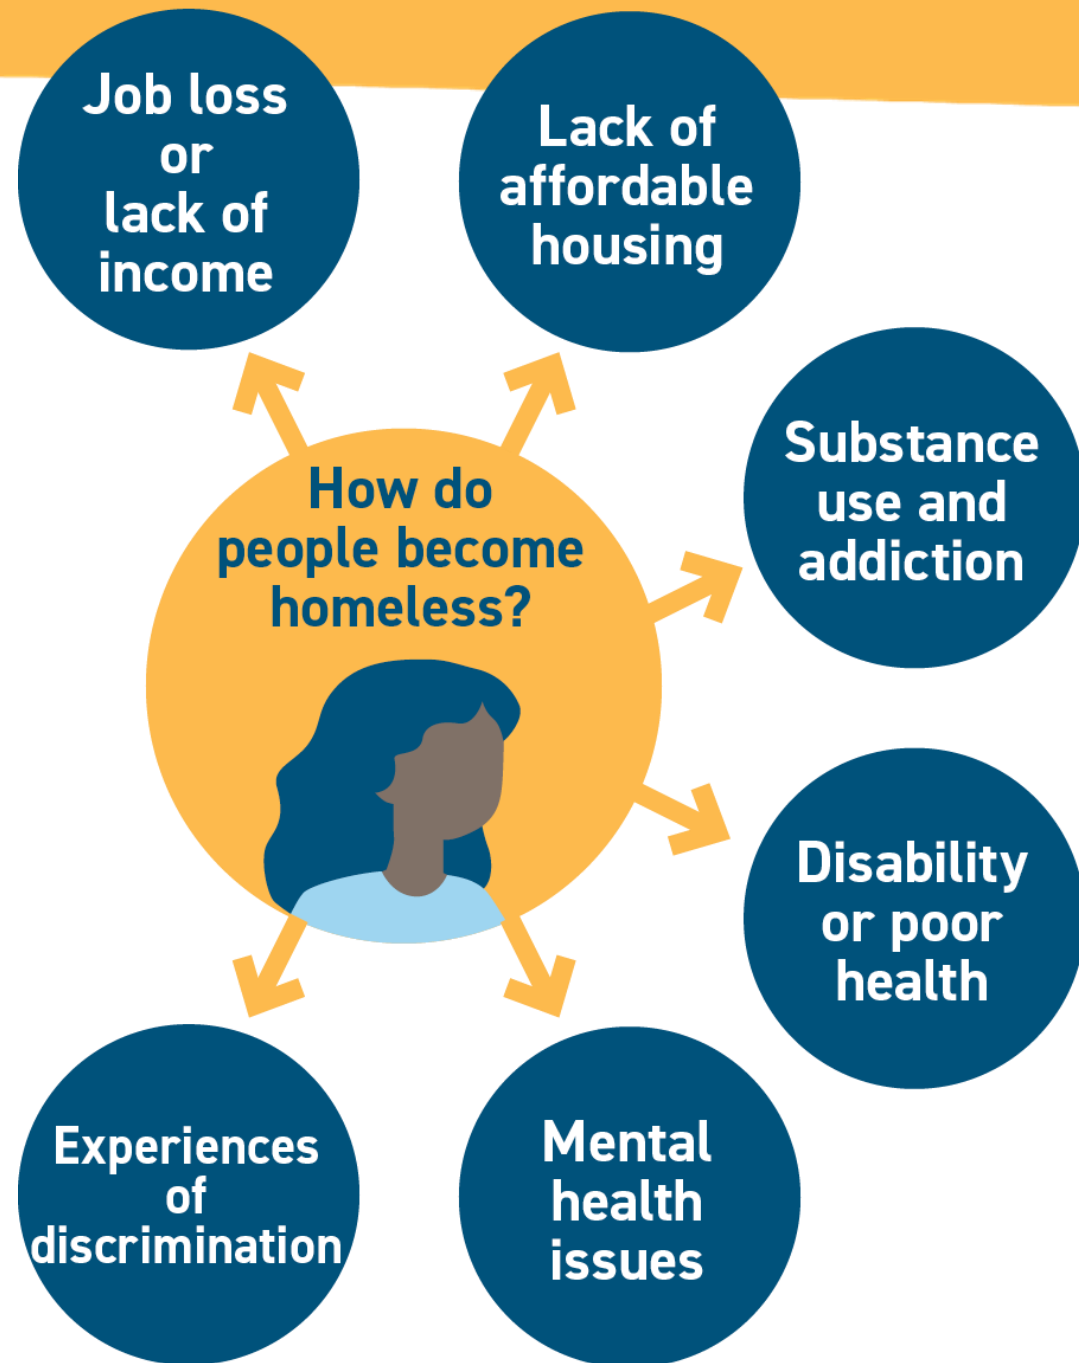 Job loss
or
lack of
income
Lack of
affordable
housing
How do
people become
homeless?
Substance
use and
addiction
Disability
or poor
health
Experiences
of
discrimination
Mental
health
issues